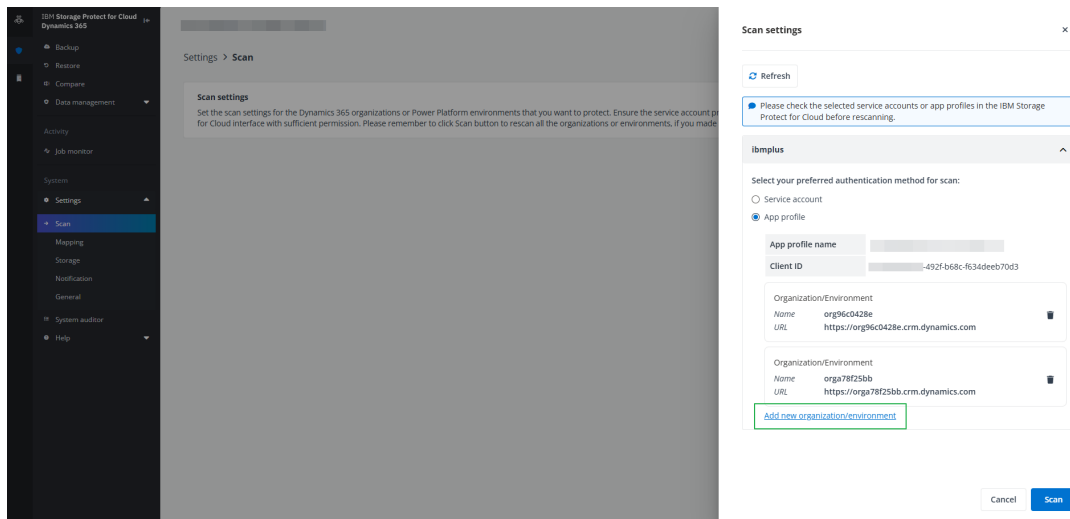 IBM Storage Protect for Cloud
Dynamics 365
Backup
Restore
Compare
Data management
Activity
Job monitor
System
Settings
Scan
Mapping
Storage
Notification
General
System auditor
Help
Settings > Scan
Scan settings
Set the scan settings for the Dynamics 365 organizations or Power Platform environments that you want to protect. Ensure the service account
for Cloud interface with sufficient permission. Please remember to click Scan button to rescan all the organizations or environments, if you made
Scan settings
Refresh
Please check the selected service accounts or app profiles in the IBM Storage
Protect for Cloud before rescanning.
ibmplus
Select your preferred authentication method for scan:
Service account
App profile
App profile name
Client ID -492f-b68c-f634deeb70d3
Organization/Environment
Name org96c0428e
URL https://org96c0428e.crm.dynamics.com
Organization/Environment
Name orga78f25bb
URL https://orga78f25bb.crm.dynamics.com
Add new organization/environment
Cancel Scan